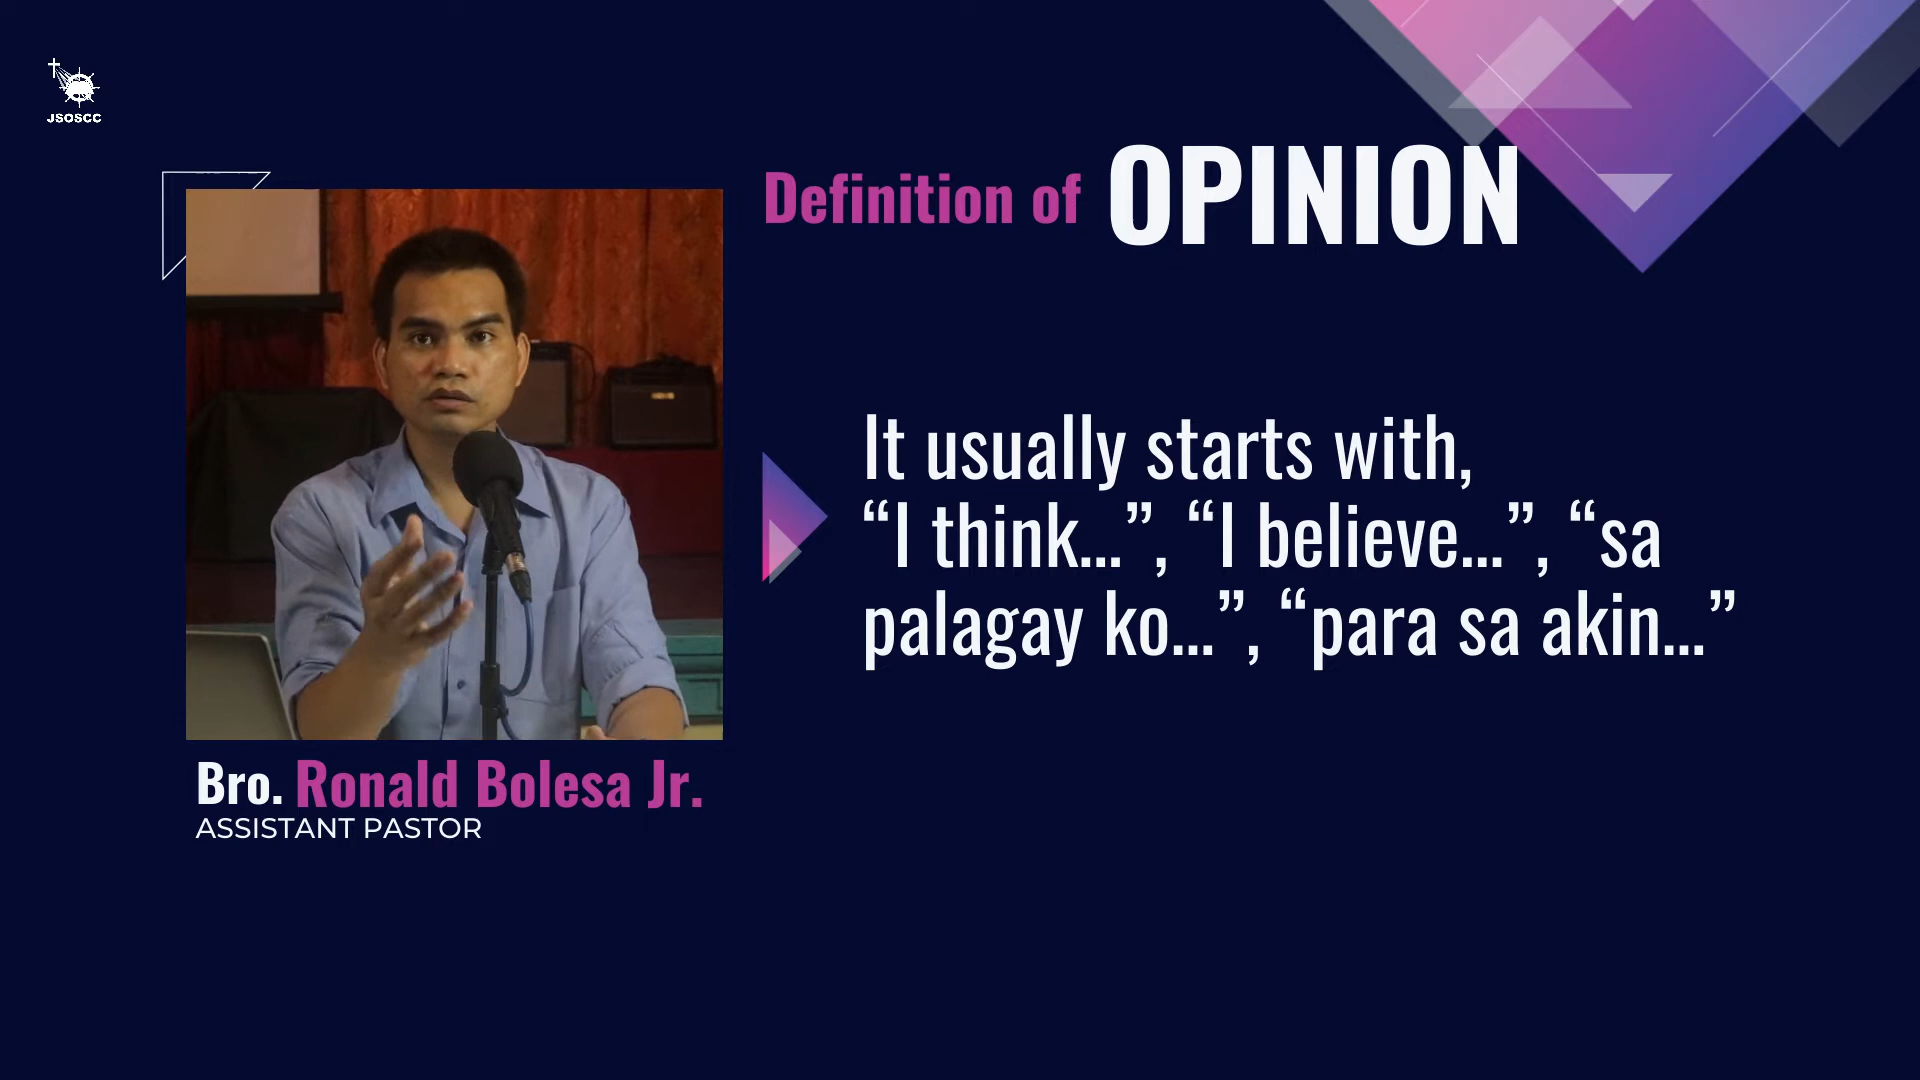 JSOSCC
Definition of OPINION
It usually starts with,
“I think...”, “I believe...”, “sa
palagay ko...”, “para sa akin...”
Bro. Ronald Bolesa Jr.
ASSISTANT PASTOR